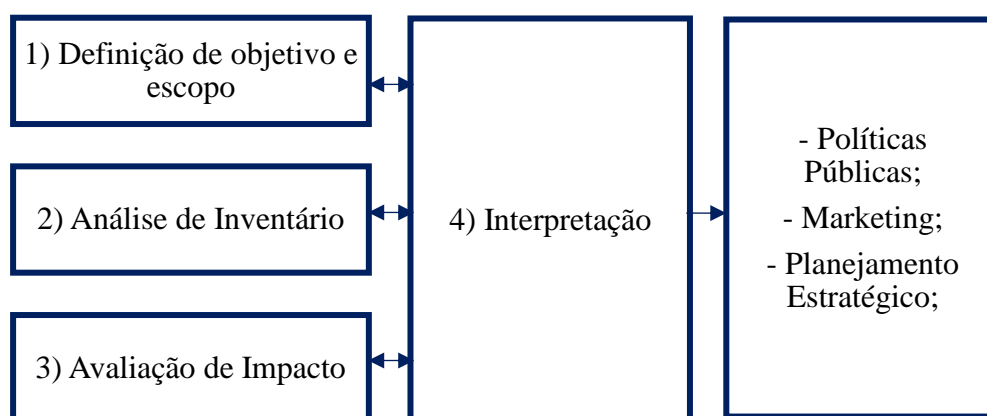 1) Definição de objetivo e
escopo
2) Análise de Inventário
3) Avaliação de Impacto
4) Interpretação
- Políticas
Públicas;
- Marketing;
- Planejamento
Estratégico;